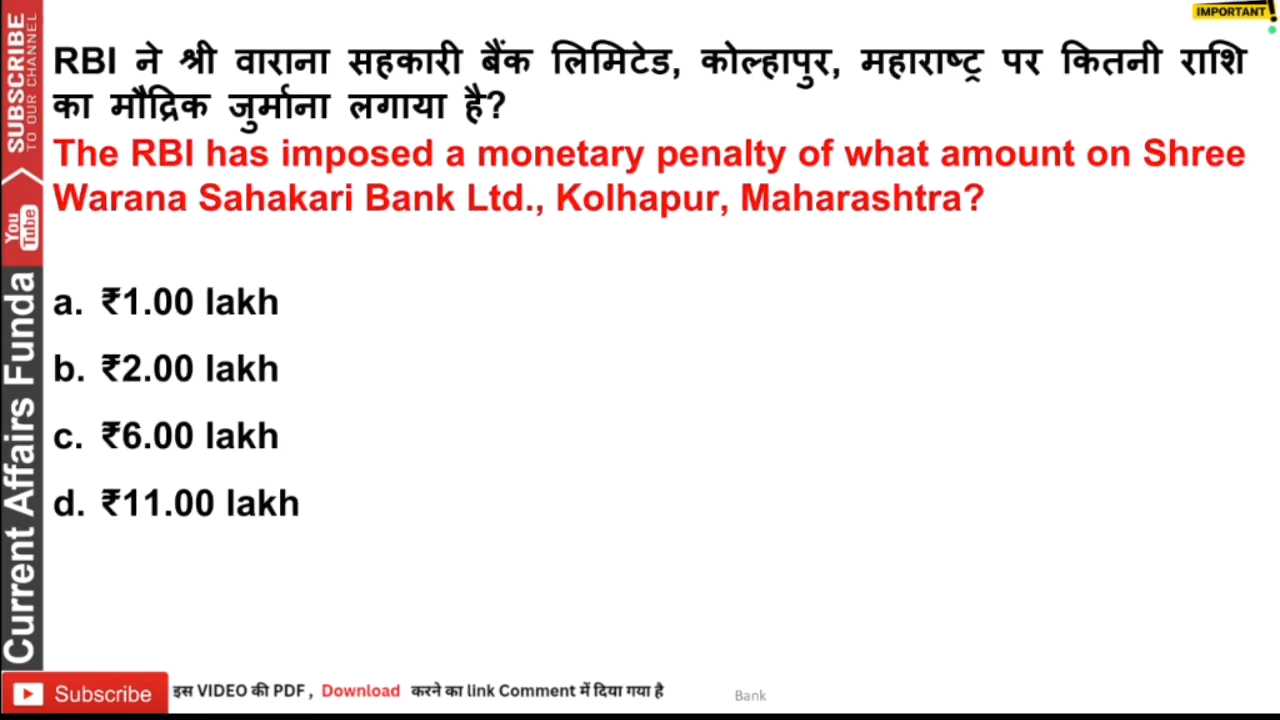 IMPORTANT!
RBI ने श्री वाराना सहकारी बैंक लिमिटेड, कोल्हापुर, महाराष्ट्र पर कितनी राशि
का मौद्रिक जुर्माना लगाया है?
The RBI has imposed a monetary penalty of what amount on Shree
Warana Sahakari Bank Ltd., Kolhapur, Maharashtra?
a. ₹1.00 lakh
b. ₹2.00 lakh
c. ₹6.00 lakh
d. ₹11.00 lakh
SUBSCRIBE
TO OUR CHANNEL
You
Tube
Current Affairs Funda
Subscribe
इस VIDEO की PDF , Download करने का link Comment में दिया गया है
Bank